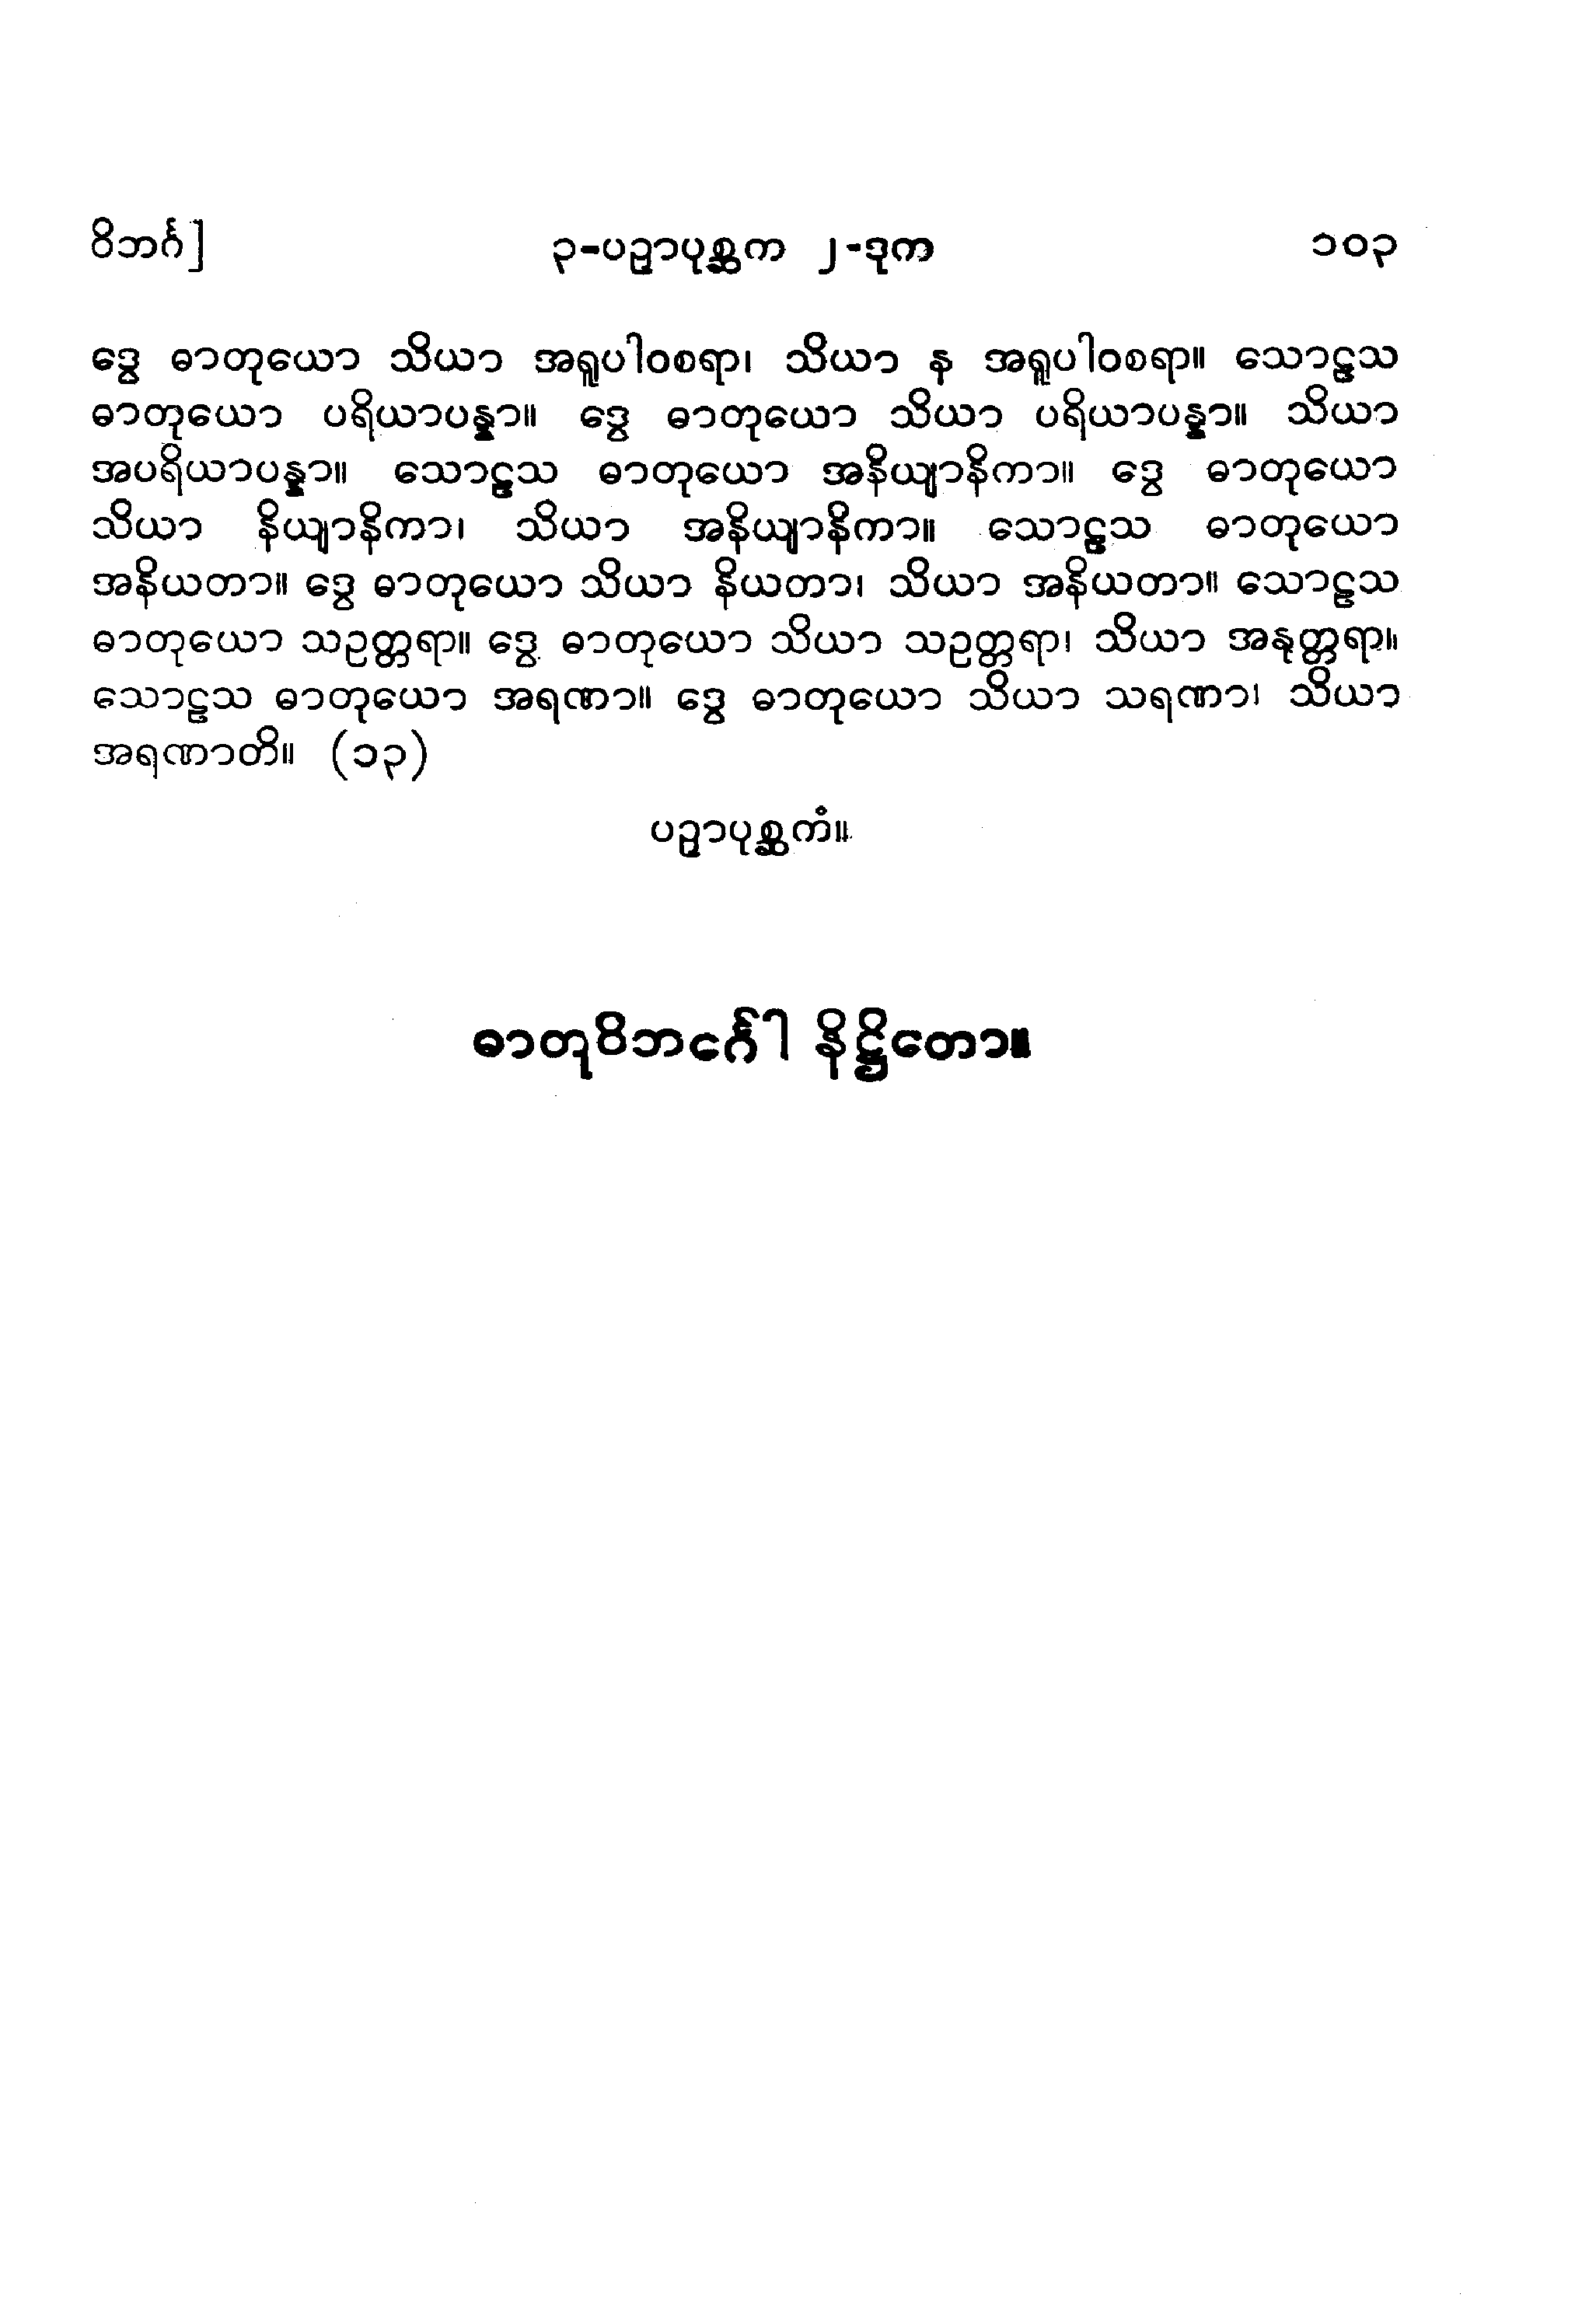 ဝိဘင်္ဂ] ၃-ပဉှာပုစ္ဆက ၂-ဒုက ၁၀၃
ဒွေ ဓာတုယော သိယာ အရူပါဝစရာ၊ သိယာ န အရူပါဝစရာ။ သောဠသ
ဓာတုယော ပရိယာပန္နာ။ ဒွေ ဓာတုယော သိယာ ပရိယာပန္နာ။ သိယာ
အပရိယာပန္နာ။ သောဠသ ဓာတုယော အနိယျာနိကာ။ ဒွေ ဓာတုယော
သိယာ နိယျာနိကာ၊ သိယာ အနိယျာနိကာ။ သောဠသ ဓာတုယော
အနိယတာ။ ဒွေ ဓာတုယော သိယာ နိယတာ၊ သိယာ အနိယတာ။ သောဠသ
ဓာတုယော သဥတ္တရာ။ ဒွေ ဓာတုယော သိယာ သဥတ္တရာ၊ သိယာ အနုတ္တရာ။
သောဠသ ဓာတုယော အရဏာ။ ဒွေ ဓာတုယော သိယာ သရဏာ၊ သိယာ
အရဏာတိ။ (၁၃)
ပဉှာပုစ္ဆကံ။
ဓာတုဝိဘင်္ဂေါ နိဋ္ဌိတော။